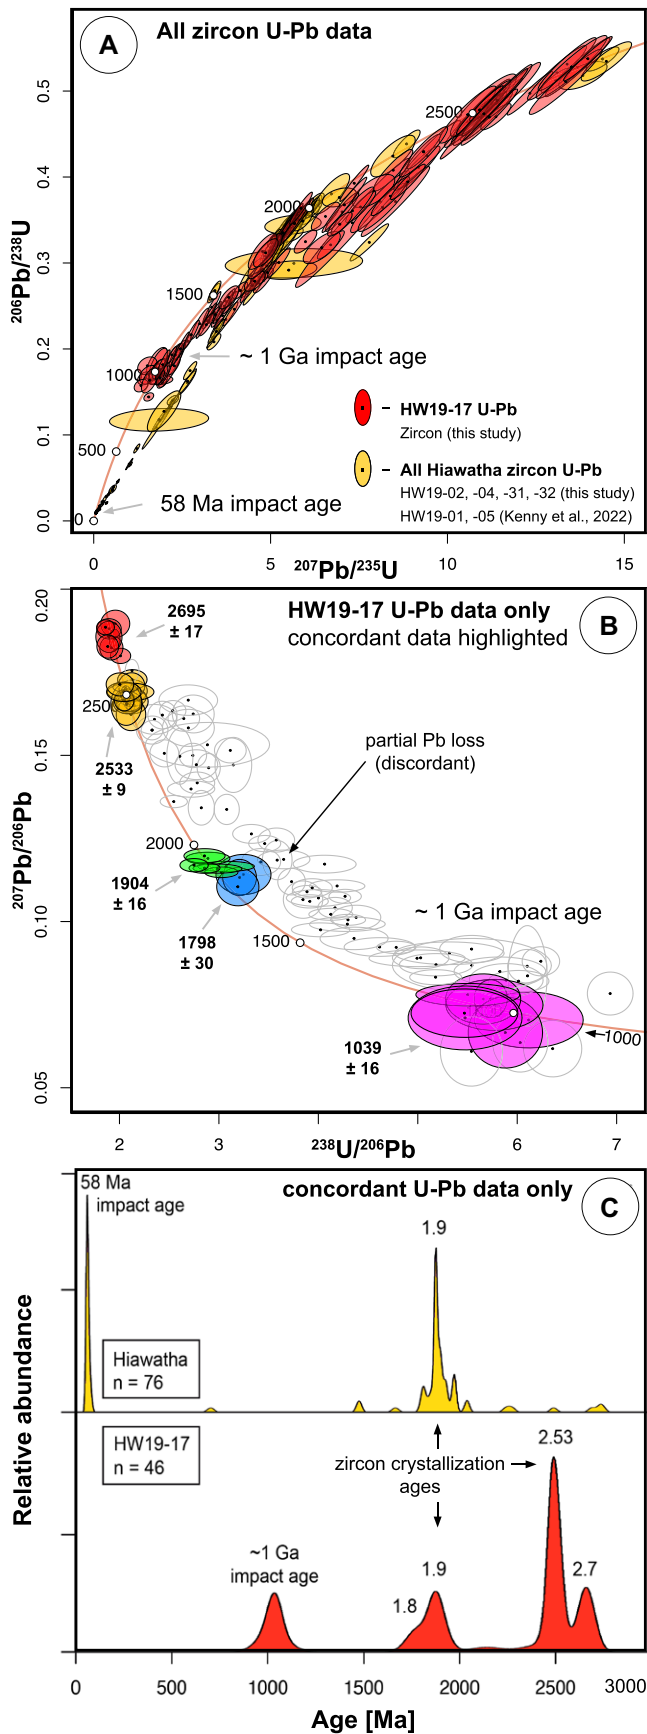 A
All zircon U-Pb data
0.5
0.4
0.3
0.2
0.1
0.0
206Pb/238U
2500
2000
1500
1000
500
0
~ 1 Ga impact age
58 Ma impact age
– HW19-17 U-Pb
Zircon (this study)
– All Hiawatha zircon U-Pb
HW19-02, -04, -31, -32 (this study)
HW19-01, -05 (Kenny et al., 2022)
0
5
10
15
207Pb/235U
B
HW19-17 U-Pb data only
concordant data highlighted
0.20
0.15
0.10
0.05
207Pb/206Pb
2695
± 17
250
2533
± 9
partial Pb loss
(discordant)
2000
1904
± 16
1798
± 30
1500
~ 1 Ga impact age
1039
± 16
1000
2
3
6
7
238U/206Pb
C
concordant U-Pb data only
58 Ma
impact age
1.9
Hiawatha
n = 76
HW19-17
n = 46
zircon crystallization
ages
2.53
2.7
~1 Ga
impact age
1.9
1.8
Relative abundance
0
500
1000
1500
2000
2500
3000
Age [Ma]